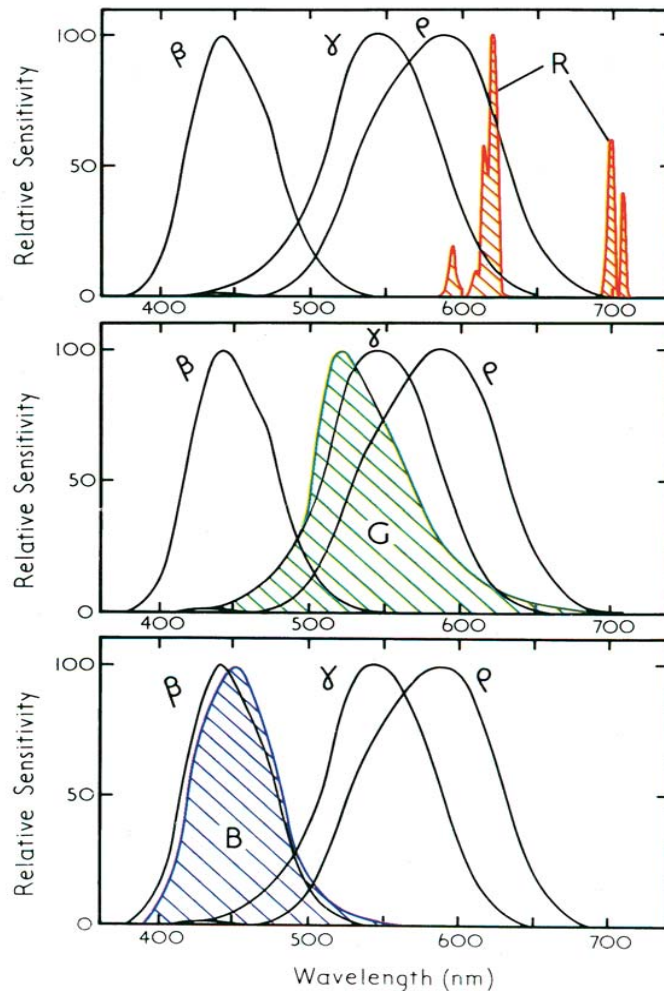 100
β
γ
ρ
R
Relative Sensitivity
50
0
400
500
600
700
100
β
γ
ρ
Relative Sensitivity
50
G
0
400
500
600
700
100
β
γ
ρ
Relative Sensitivity
50
B
0
400
500
600
700
Wavelength (nm)